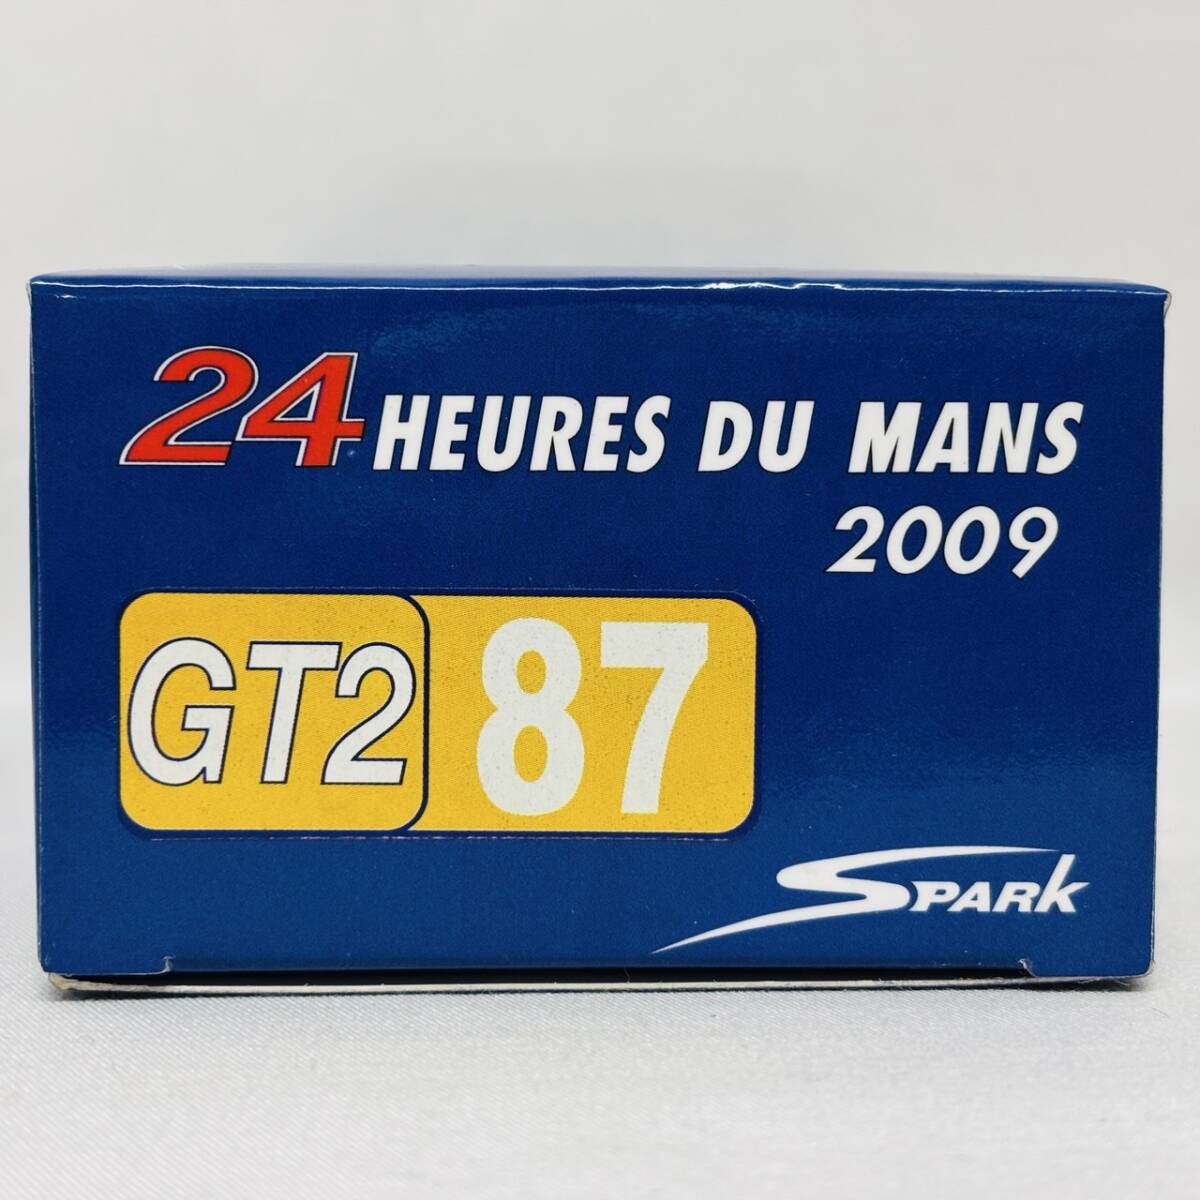 24 HEURES DU MANS
2009
GT2 87
SPARK